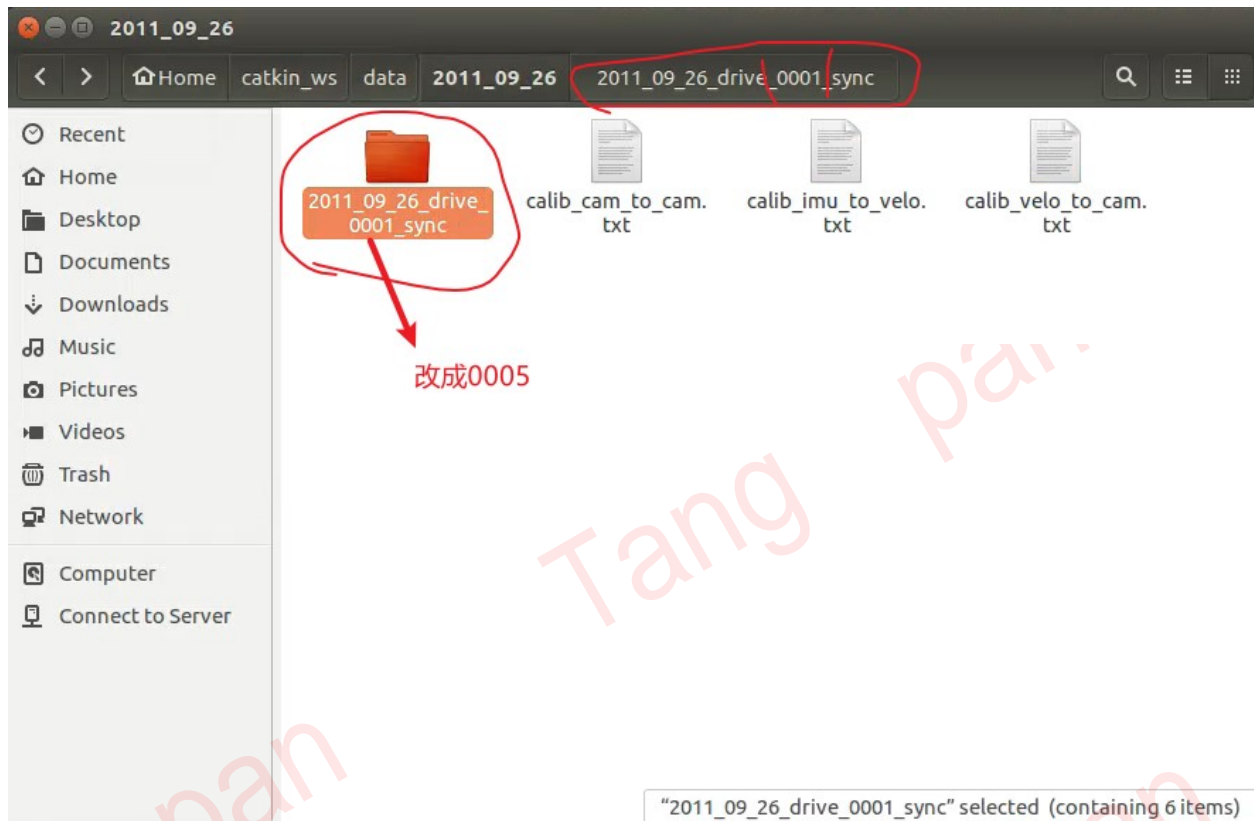 2011_09_26
Home catkin_ws data 2011_09_26 2011_09_26_drive_0001_sync
Recent
Home
Desktop
Documents
Downloads
Music
Pictures
Videos
Trash
Network
Computer
Connect to Server
2011_09_26_drive_
0001_sync
calib_cam_to_cam.
txt
calib_imu_to_velo.
txt
calib_velo_to_cam.
txt
改成0005
pan
Tang
pan
“2011_09_26_drive_0001_sync” selected (containing 6 items)